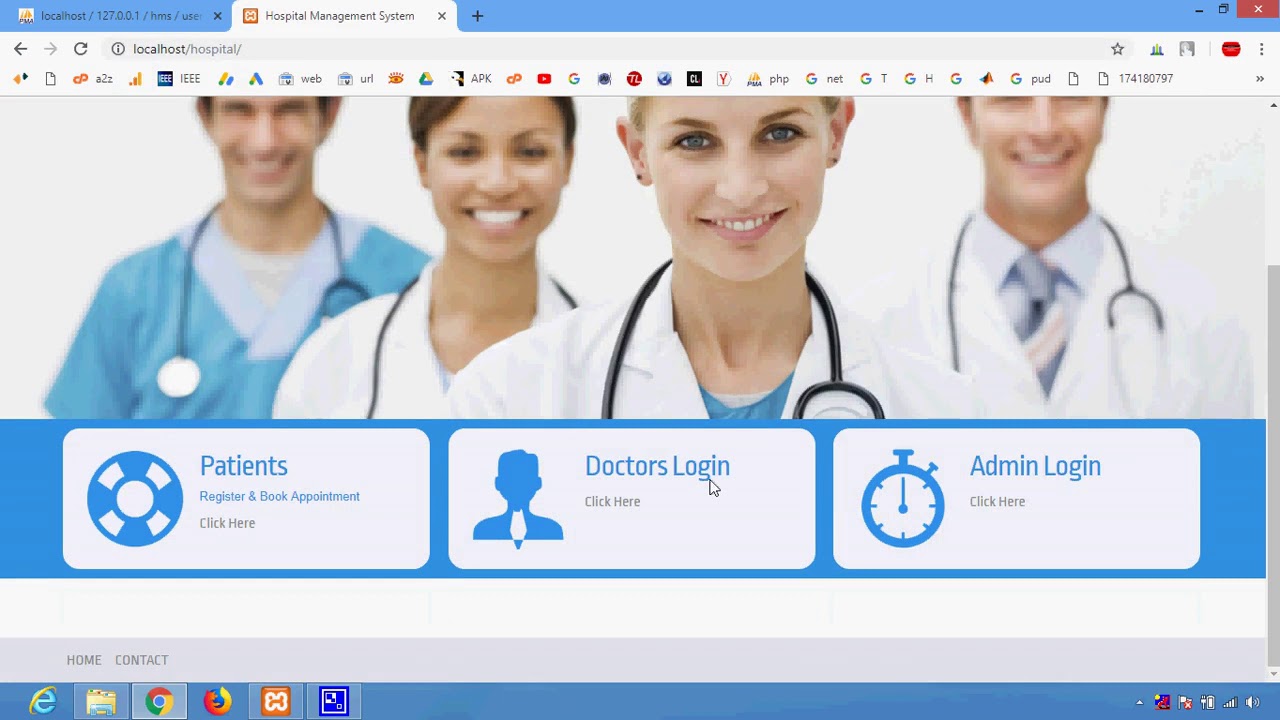 localhost / 127.0.0.1 / hms / use
Hospital Management System
localhost/hospital/
a2z
IEEE
IEEE
web
url
APK
php
net
T
H
pud
174180797
Patients
Register & Book Appointment
Click Here
Doctors Login
Click Here
Admin Login
Click Here
HOME CONTACT